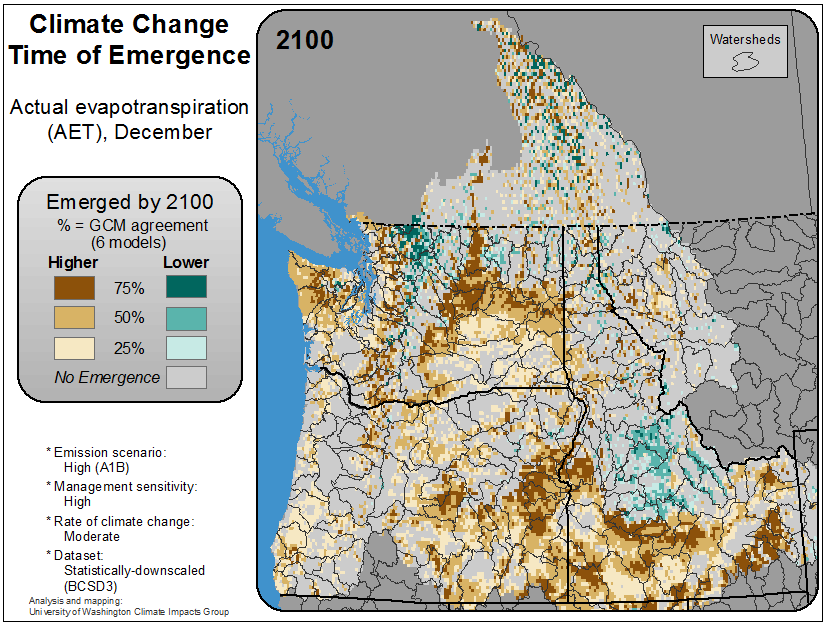 Climate Change
Time of Emergence
Actual evapotranspiration
(AET), December
Emerged by 2100
% = GCM agreement
(6 models)
Higher Lower
75%
50%
25%
No Emergence
* Emission scenario:
High (A1B)
* Management sensitivity:
High
* Rate of climate change:
Moderate
* Dataset:
Statistically-downscaled
(BCSD3)
Analysis and mapping:
University of Washington Climate Impacts Group
2100
Watersheds